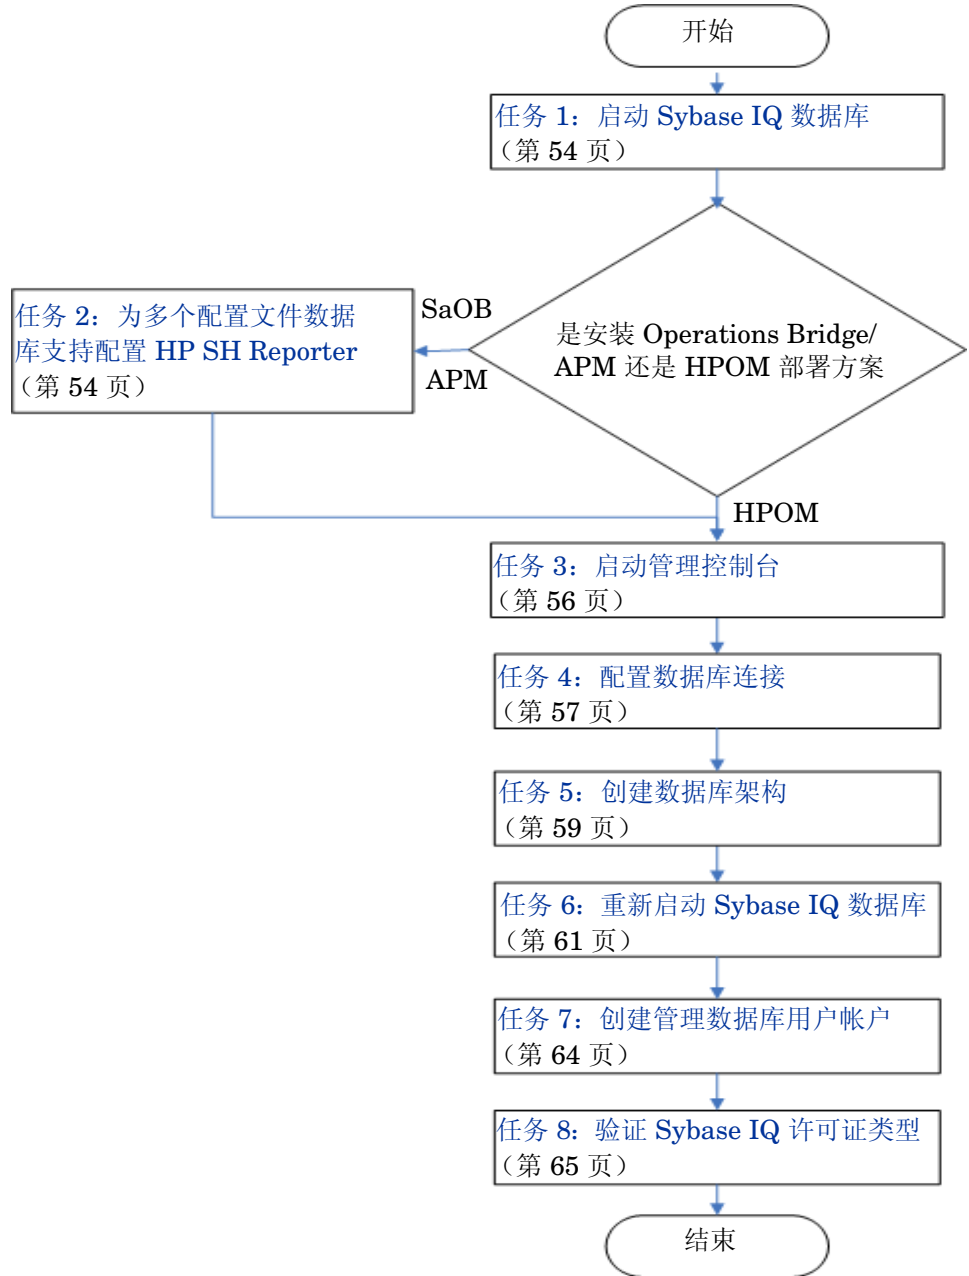 开始
任务 1：启动 Sybase IQ 数据库
（第 54 页）
是安装 Operations Bridge/
APM 还是 HPOM 部署方案
SaOB
APM
任务 2：为多个配置文件数据
库支持配置 HP SH Reporter
（第 54 页）
HPOM
任务 3：启动管理控制台
（第 56 页）
任务 4：配置数据库连接
（第 57 页）
任务 5：创建数据库架构
（第 59 页）
任务 6：重新启动 Sybase IQ 数据库
（第 61 页）
任务 7：创建管理数据库用户帐户
（第 64 页）
任务 8：验证 Sybase IQ 许可证类型
（第 65 页）
结束